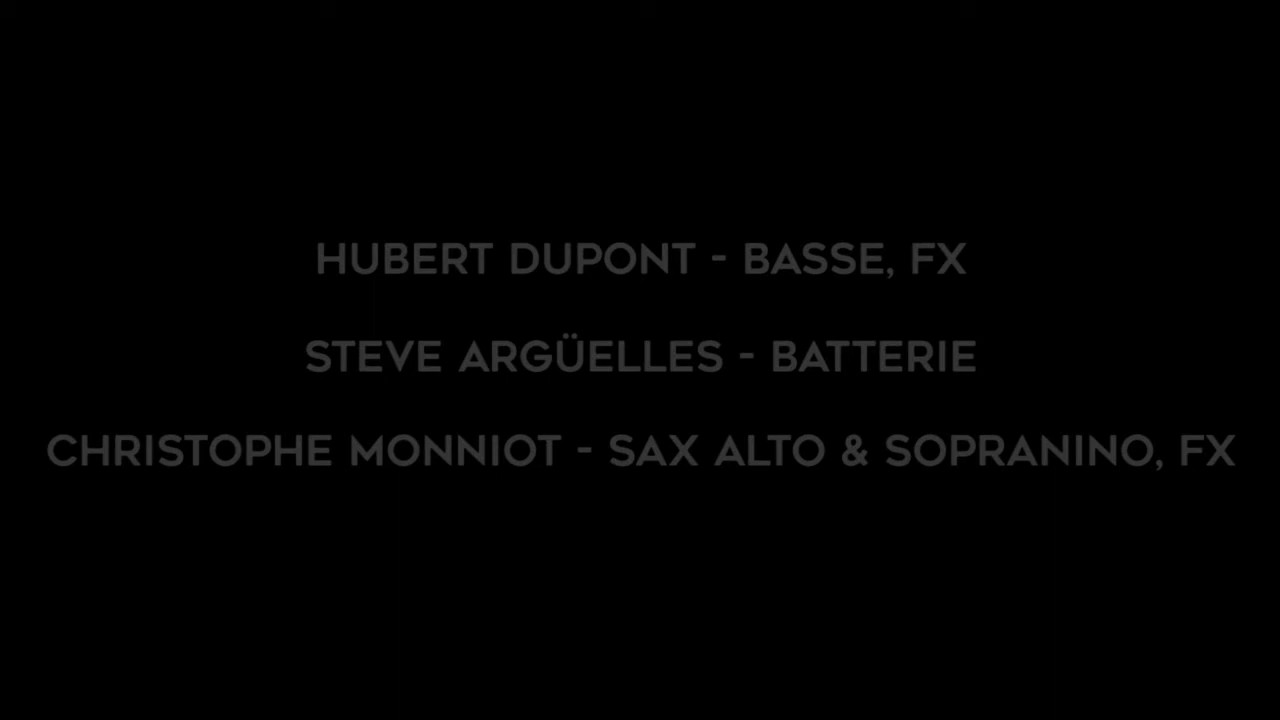 HUBERT DUPONT - BASSE, FX
STEVE ARGÜELLES - BATTERIE
CHRISTOPHE MONNIOT - SAX ALTO & SOPRANINO, FX